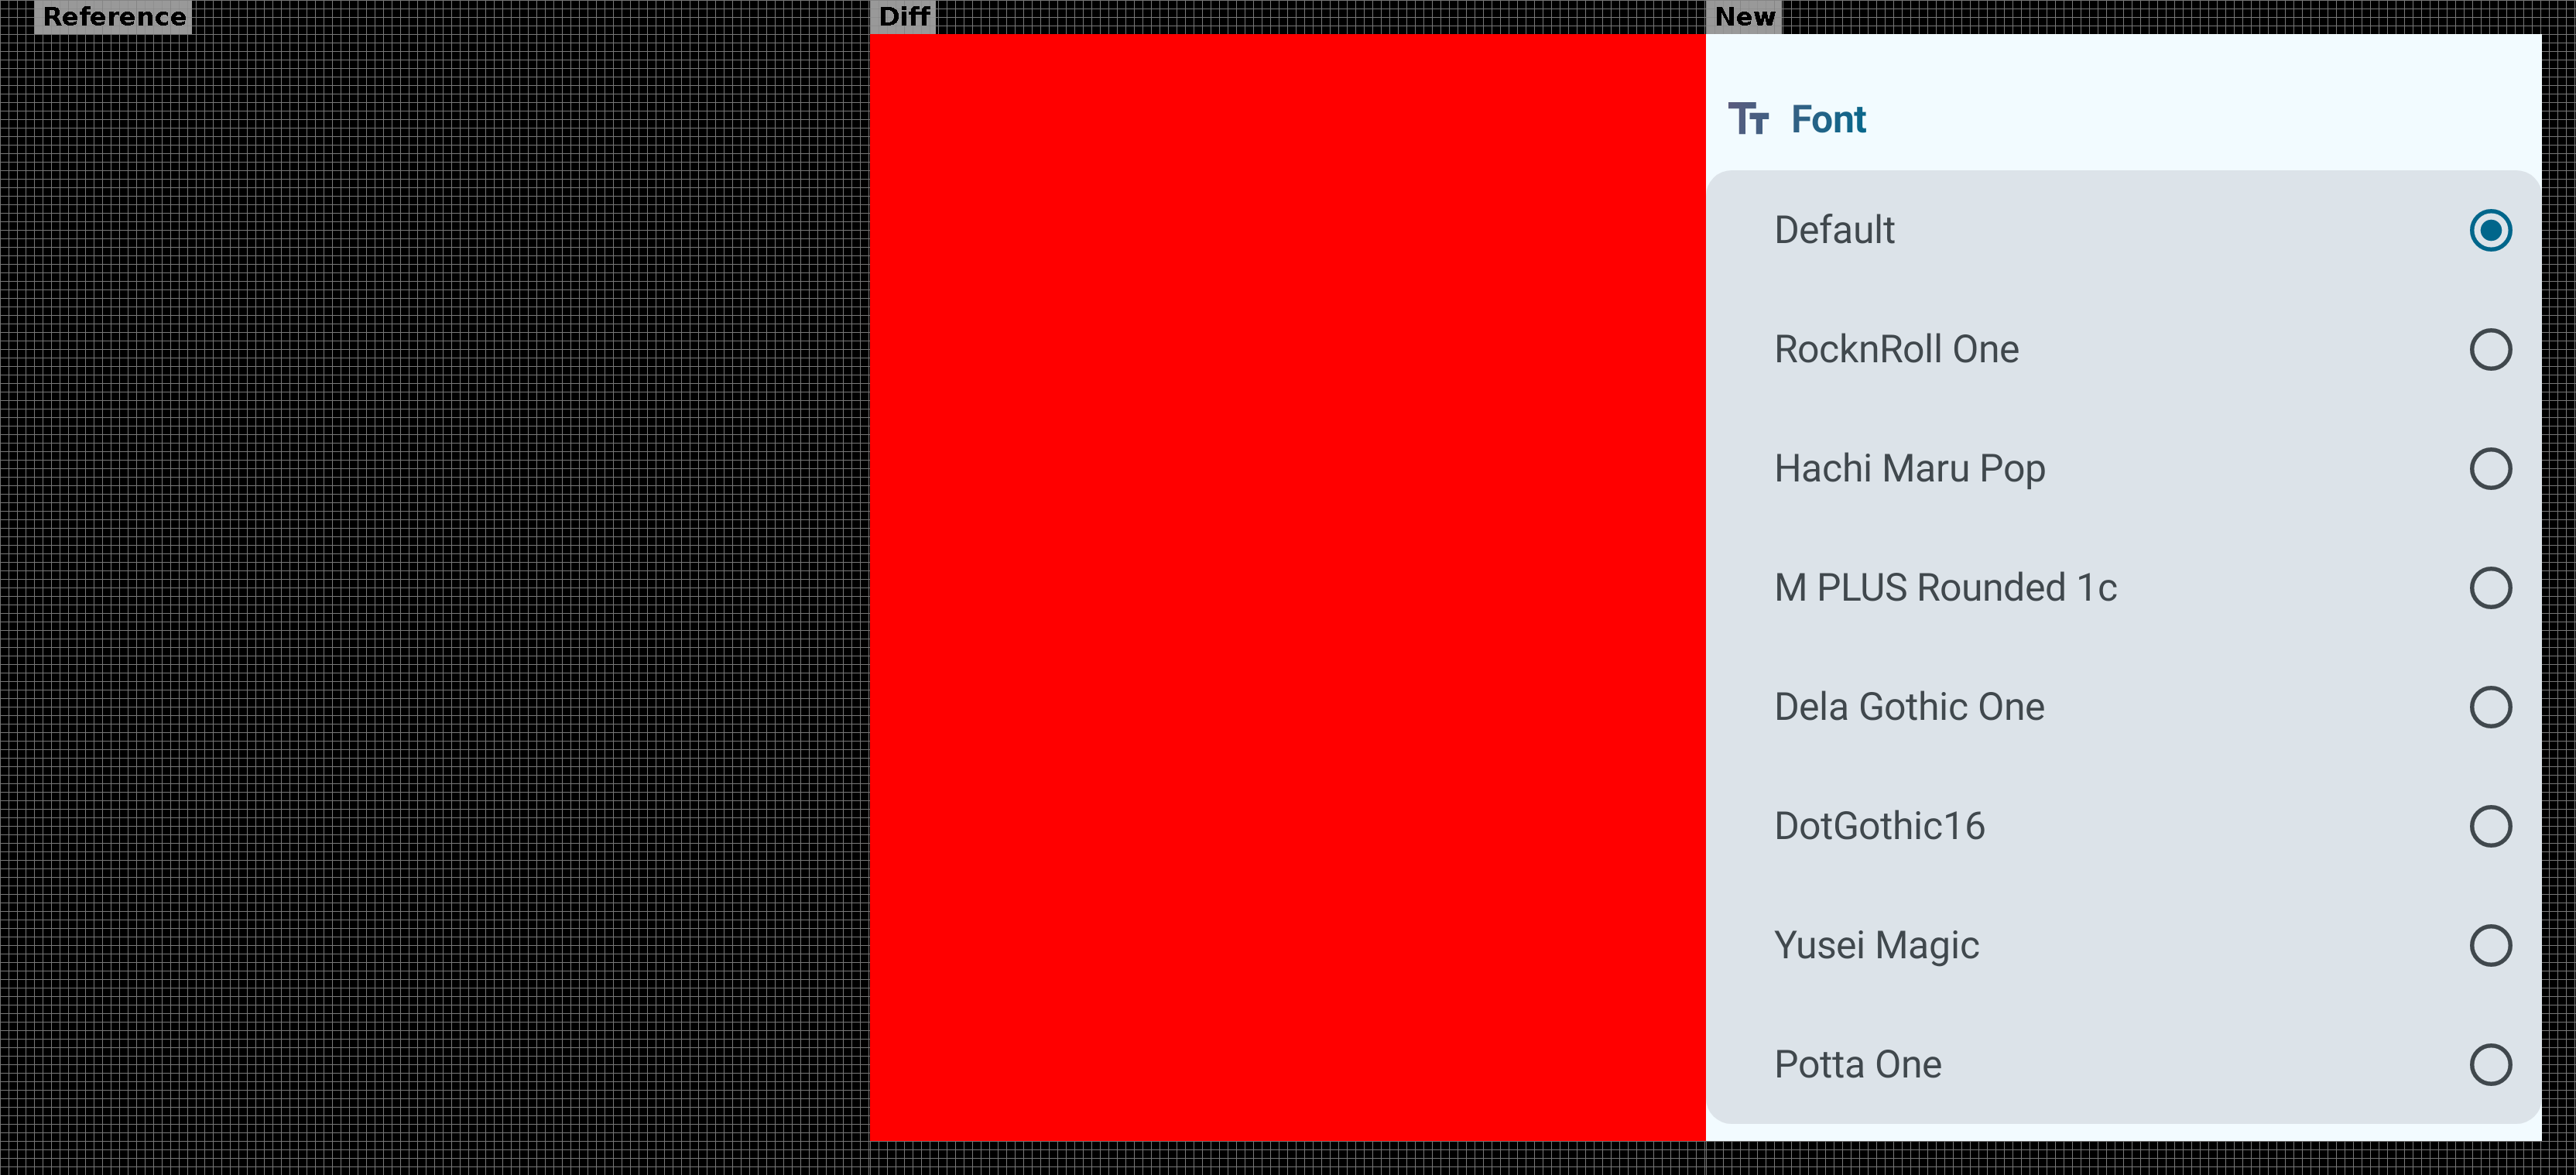 Reference
Diff
New
Font
Default
RocknRoll One
Hachi Maru Pop
M PLUS Rounded 1c
Dela Gothic One
DotGothic16
Yusei Magic
Potta One